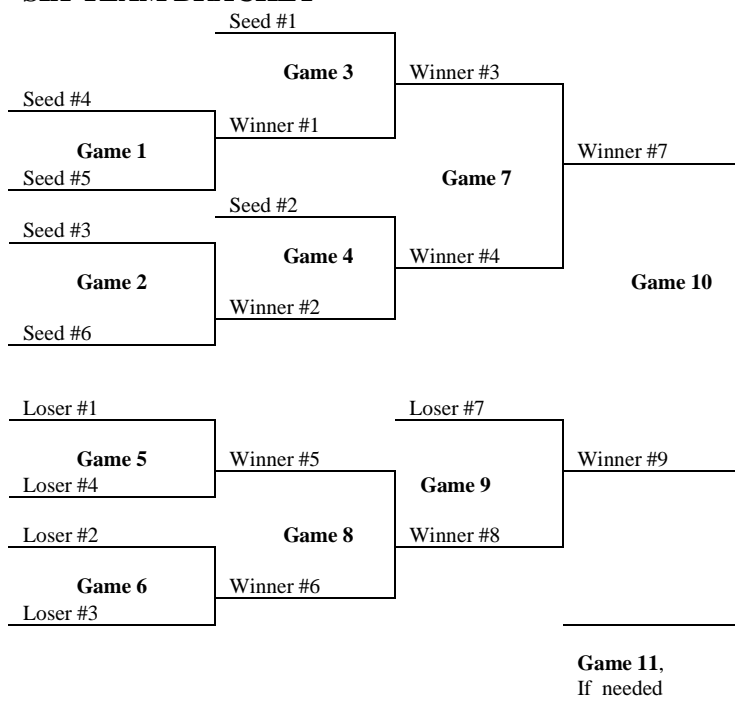 Seed #1
Game 3
Winner #3
Seed #4
Winner #1
Game 1
Winner #7
Seed #5
Game 7
Seed #2
Seed #3
Game 4
Winner #4
Game 2
Game 10
Winner #2
Seed #6
Loser #1
Loser #7
Game 5
Winner #5
Winner #9
Loser #4
Game 9
Loser #2
Game 8
Winner #8
Game 6
Winner #6
Loser #3
Game 11,
If needed